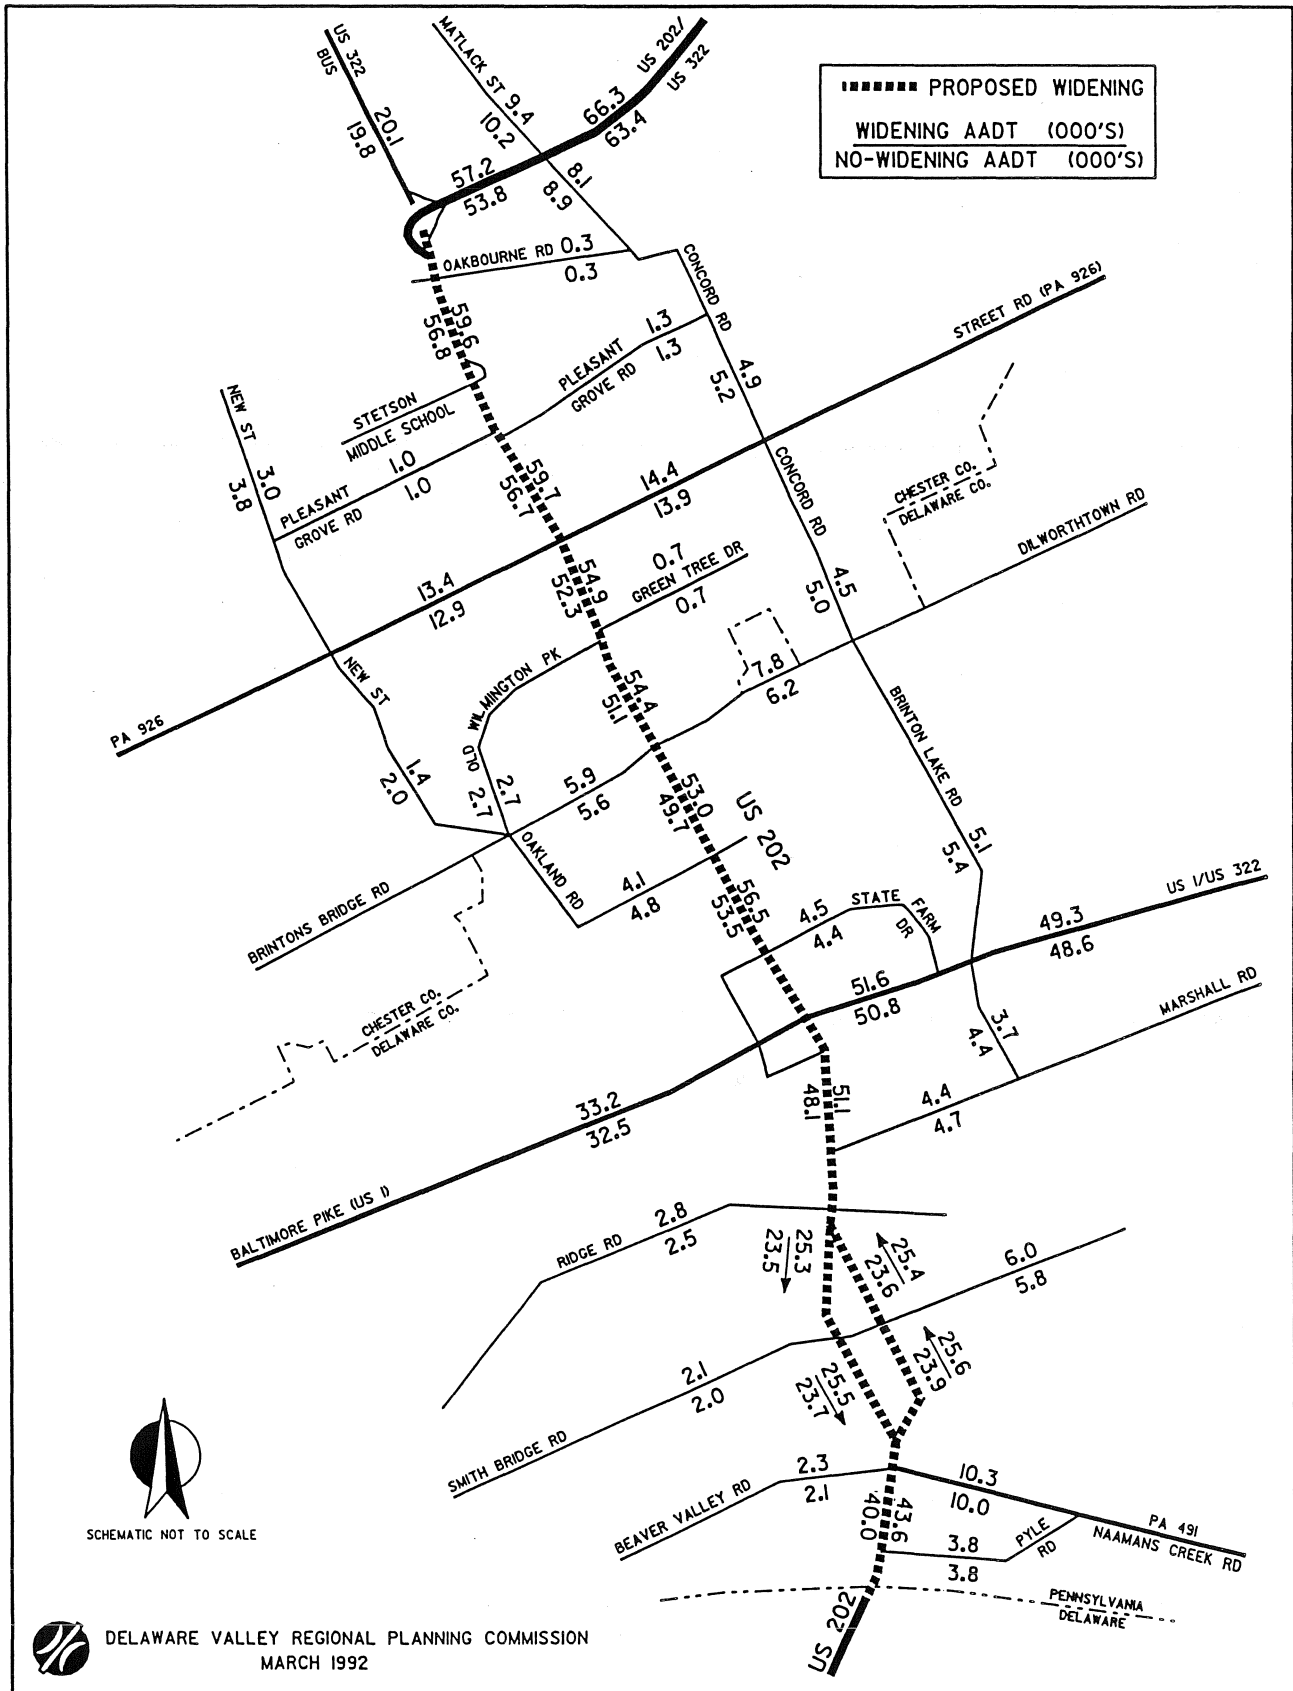 US 322
BUS
20.1
19.8
MATLACK ST 9.4
10.2
66.3
63.4
US 202/
US 322
PROPOSED WIDENING
WIDENING AADT (000'S)
NO-WIDENING AADT (000'S)
57.2
53.8
8.1
8.9
OAKBOURNE RD 0.3
0.3
CONCORD RD
STREET RD (PA 926)
59.6
56.8
PLEASANT
GROVE RD
1.3
1.3
4.9
5.2
NEW ST
3.0
3.8
STETSON
MIDDLE SCHOOL
PLEASANT
GROVE RD
1.0
1.0
59.7
56.7
14.4
13.9
CONCORD RD
CHESTER CO.
DELAWARE CO.
DILWORTHTOWN RD
13.4
12.9
54.9
52.3
0.7
GREEN TREE DR
0.7
4.5
5.0
NEW ST
OLD WILMINGTON PK
54.4
51.1
7.8
6.2
PA 926
BRINTON LAKE RD
1.4
2.0
2.7
2.7
5.9
5.6
53.0
49.7
US 202
5.1
5.4
OAKLAND RD
4.1
4.8
56.5
53.5
BRINTONS BRIDGE RD
4.5
4.4
STATE
FARM
DR
US 1/US 322
49.3
48.6
51.6
50.8
MARSHALL RD
CHESTER CO.
DELAWARE CO.
3.7
4.4
33.2
32.5
51.1
48.1
4.4
4.7
BALTIMORE PIKE (US 1)
RIDGE RD
2.8
2.5
25.3
23.5
25.4
23.6
6.0
5.8
25.6
23.9
25.5
23.7
2.1
2.0
SMITH BRIDGE RD
BEAVER VALLEY RD
2.3
2.1
10.3
10.0
PA 491
NAAMANS CREEK RD
43.6
40.0
3.8
3.8
PYLE
RD
SCHEMATIC NOT TO SCALE
PENNSYLVANIA
DELAWARE
US 202
DELAWARE VALLEY REGIONAL PLANNING COMMISSION
MARCH 1992